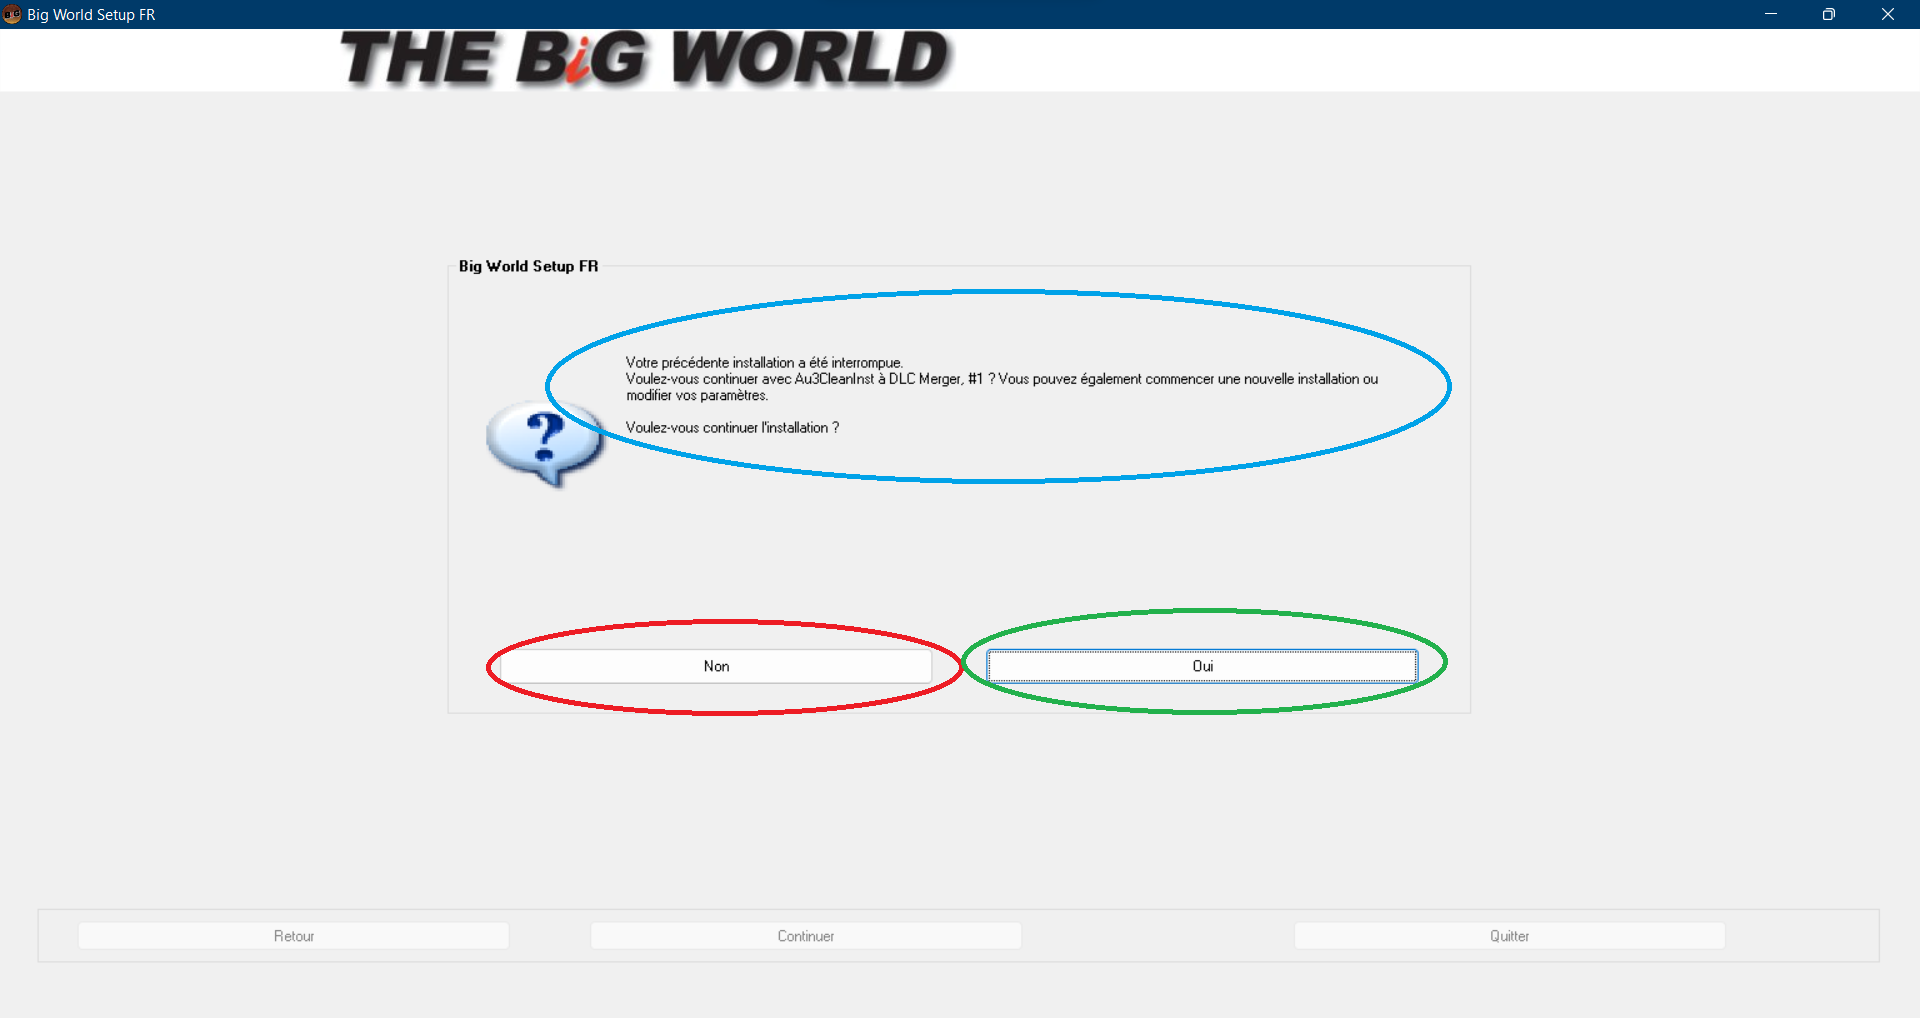 Big World Setup FR
THE BiG WORLD
Big World Setup FR
Votre précédente installation a été interrompue.
Voulez-vous continuer avec Au3CleanInst à DLC Merger, #1 ? Vous pouvez également commencer une nouvelle installation ou
modifier vos paramètres.
Voulez-vous continuer l'installation ?
Non
Oui
Retour
Continuer
Quitter